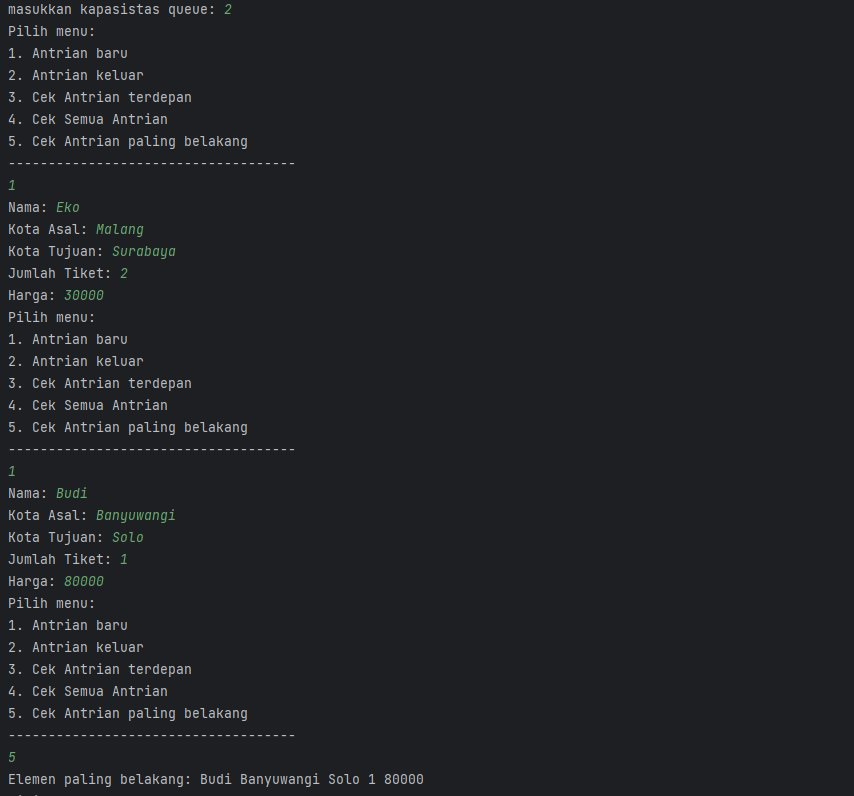 masukkan kapasistas queue: 2
Pilih menu:
1. Antrian baru
2. Antrian keluar
3. Cek Antrian terdepan
4. Cek Semua Antrian
5. Cek Antrian paling belakang
------------------------------------
1
Nama: Eko
Kota Asal: Malang
Kota Tujuan: Surabaya
Jumlah Tiket: 2
Harga: 30000
Pilih menu:
1. Antrian baru
2. Antrian keluar
3. Cek Antrian terdepan
4. Cek Semua Antrian
5. Cek Antrian paling belakang
------------------------------------
1
Nama: Budi
Kota Asal: Banyuwangi
Kota Tujuan: Solo
Jumlah Tiket: 1
Harga: 80000
Pilih menu:
1. Antrian baru
2. Antrian keluar
3. Cek Antrian terdepan
4. Cek Semua Antrian
5. Cek Antrian paling belakang
------------------------------------
5
Elemen paling belakang: Budi Banyuwangi Solo 1 80000